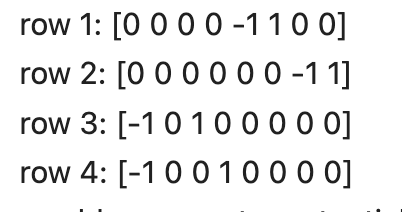 row 1: [0 0 0 0 -1 1 0 0]
row 2: [0 0 0 0 0 0 -1 1]
row 3: [-1 0 1 0 0 0 0 0]
row 4: [-1 0 0 1 0 0 0 0]